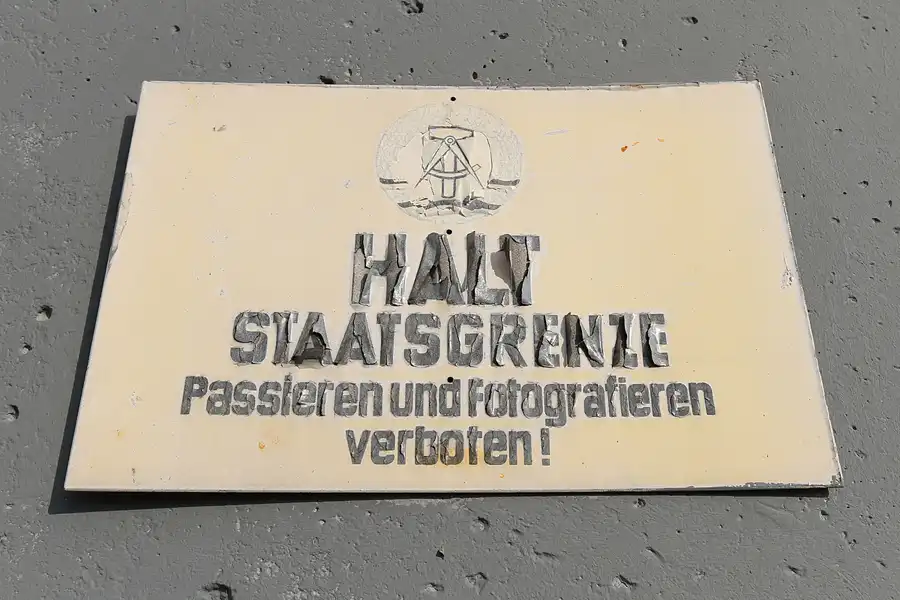 HALT
STAATSGRENZE
Passieren und Fotografieren
verboten!